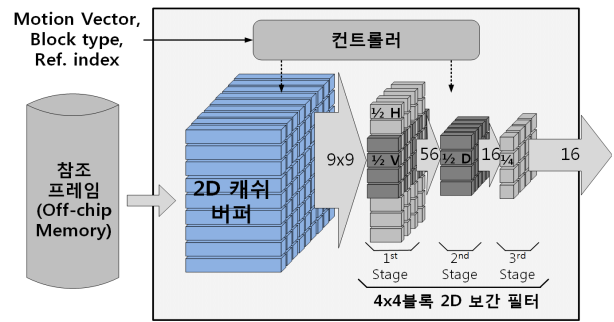 Motion Vector,
Block type,
Ref. index
컨트롤러
참조
프레임
(Off-chip
Memory)
2D 캐쉬
버퍼
9x9
½ H
½ V
56
½ D
16
¼
16
1st
Stage
2nd
Stage
3rd
Stage
4x4블록 2D 보간 필터